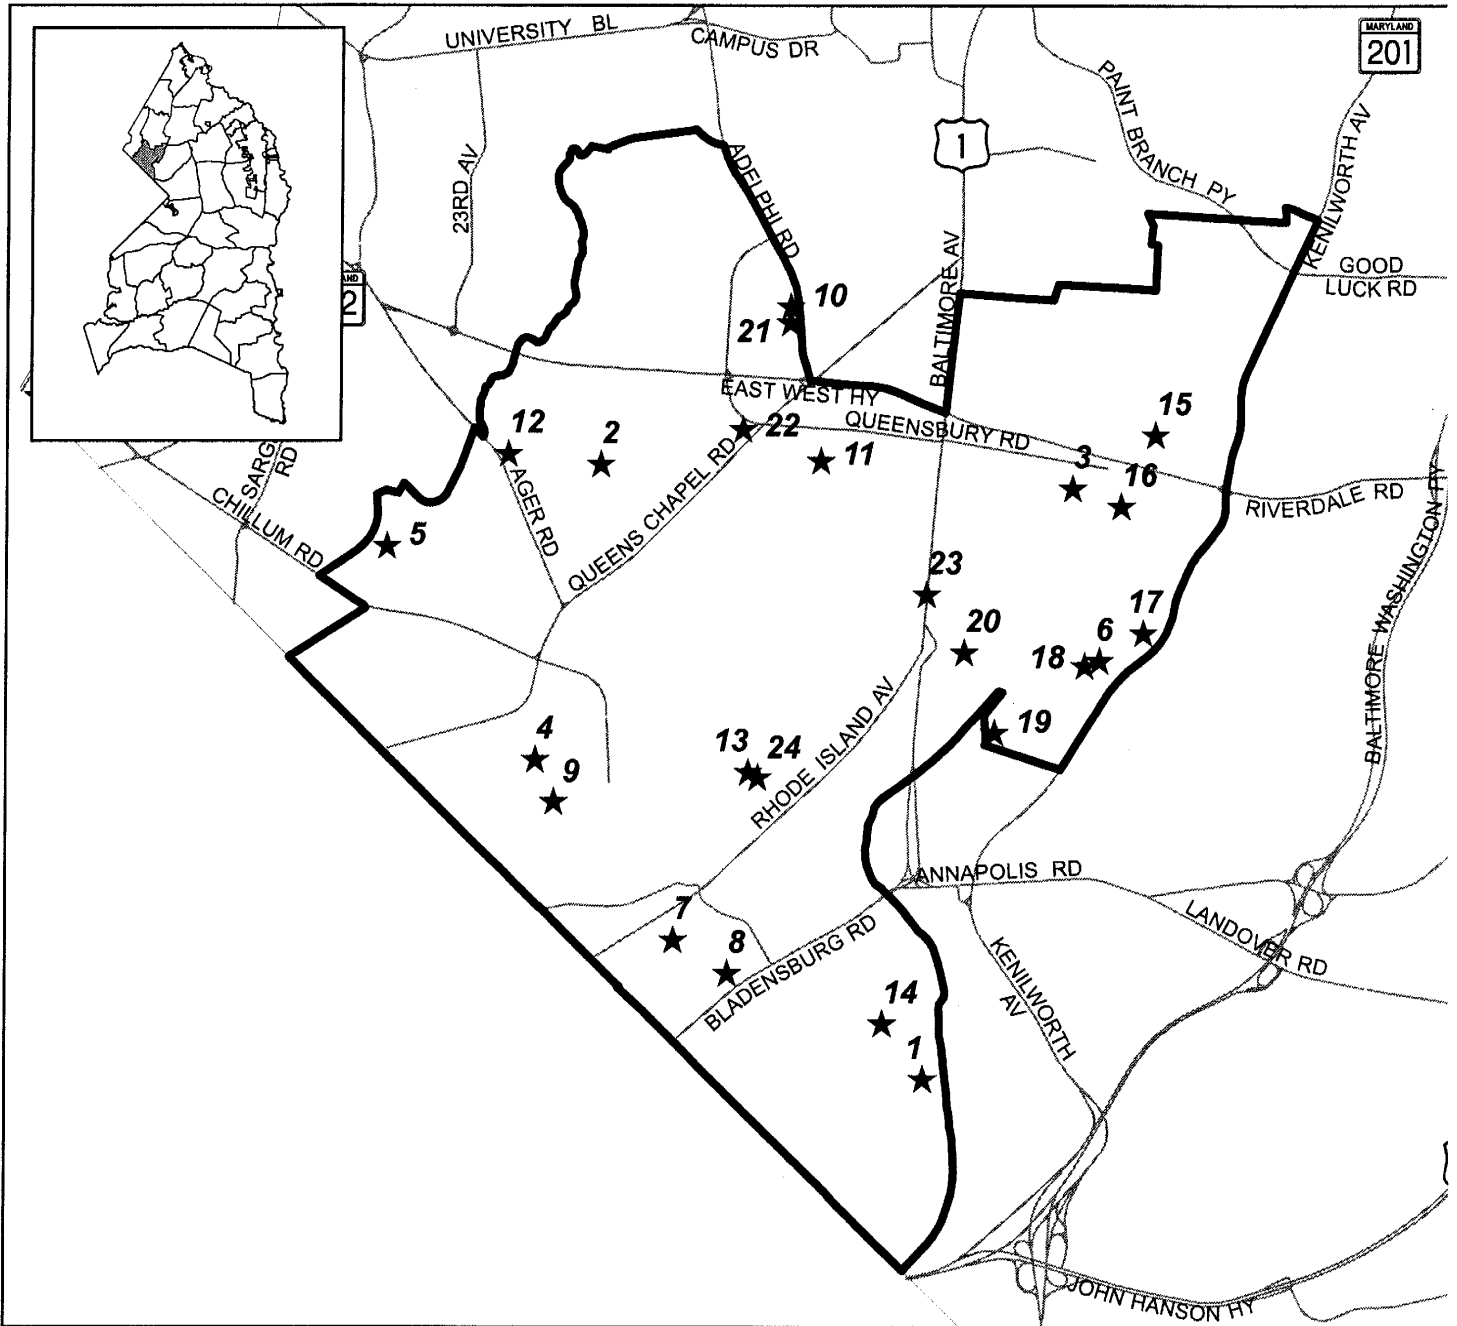 UNIVERSITY BL
CAMPUS DR
MARYLAND
201
PAINT BRANCH PY
KENILWORTH AV
1
23RD AV
ADELPHI RD
BALTIMORE AV
GOOD
LUCK RD
10
21
2
EAST WEST HY
QUEENSBURY RD
12
2
22
11
15
3
16
SARG
RD
CHILLUM RD
AGER RD
QUEENS CHAPEL RD
RIVERDALE RD
BALTIMORE WASHINGTON PY
5
23
20
17
6
18
19
4
9
13
24
RHODE ISLAND AV
ANNAPOLIS RD
LANDOVER RD
7
8
BLADENSBURG RD
KENILWORTH
AV
14
1
JOHN HANSON HY